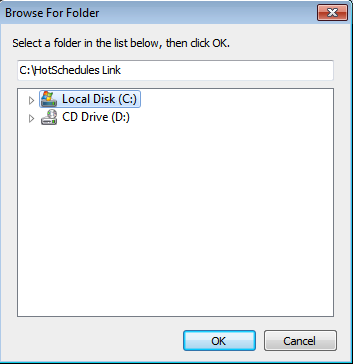 Browse For Folder
Select a folder in the list below, then click OK.
C:\HotSchedules Link
Local Disk (C:)
CD Drive (D:)
OK
Cancel